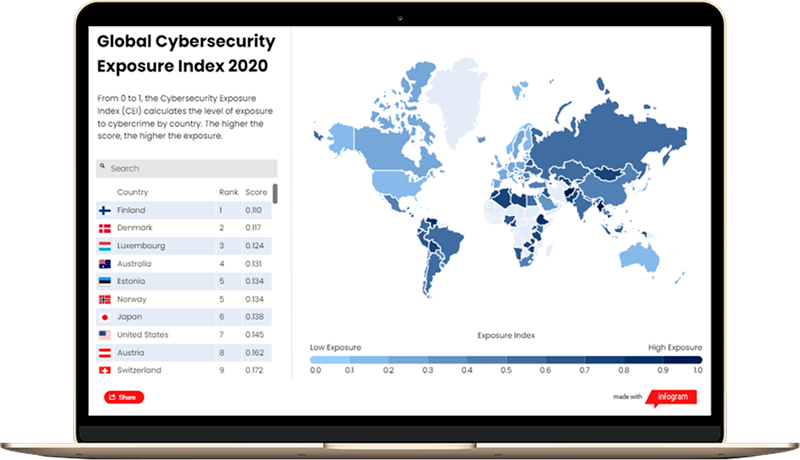 Global Cybersecurity
Exposure Index 2020
From 0 to 1, the Cybersecurity Exposure
Index (CEI) calculates the level of exposure
to cybercrime by country. The higher the
score, the higher the exposure.
Search
Country Rank Score
Finland 1 0.110
Denmark 2 0.117
Luxembourg 3 0.124
Australia 4 0.131
Estonia 5 0.134
Norway 5 0.134
Japan 6 0.138
United States 7 0.145
Austria 8 0.162
Switzerland 9 0.172
Share
Exposure Index
Low Exposure High Exposure
0.0 0.1 0.2 0.3 0.4 0.5 0.6 0.7 0.8 0.9 1.0
made with infogram